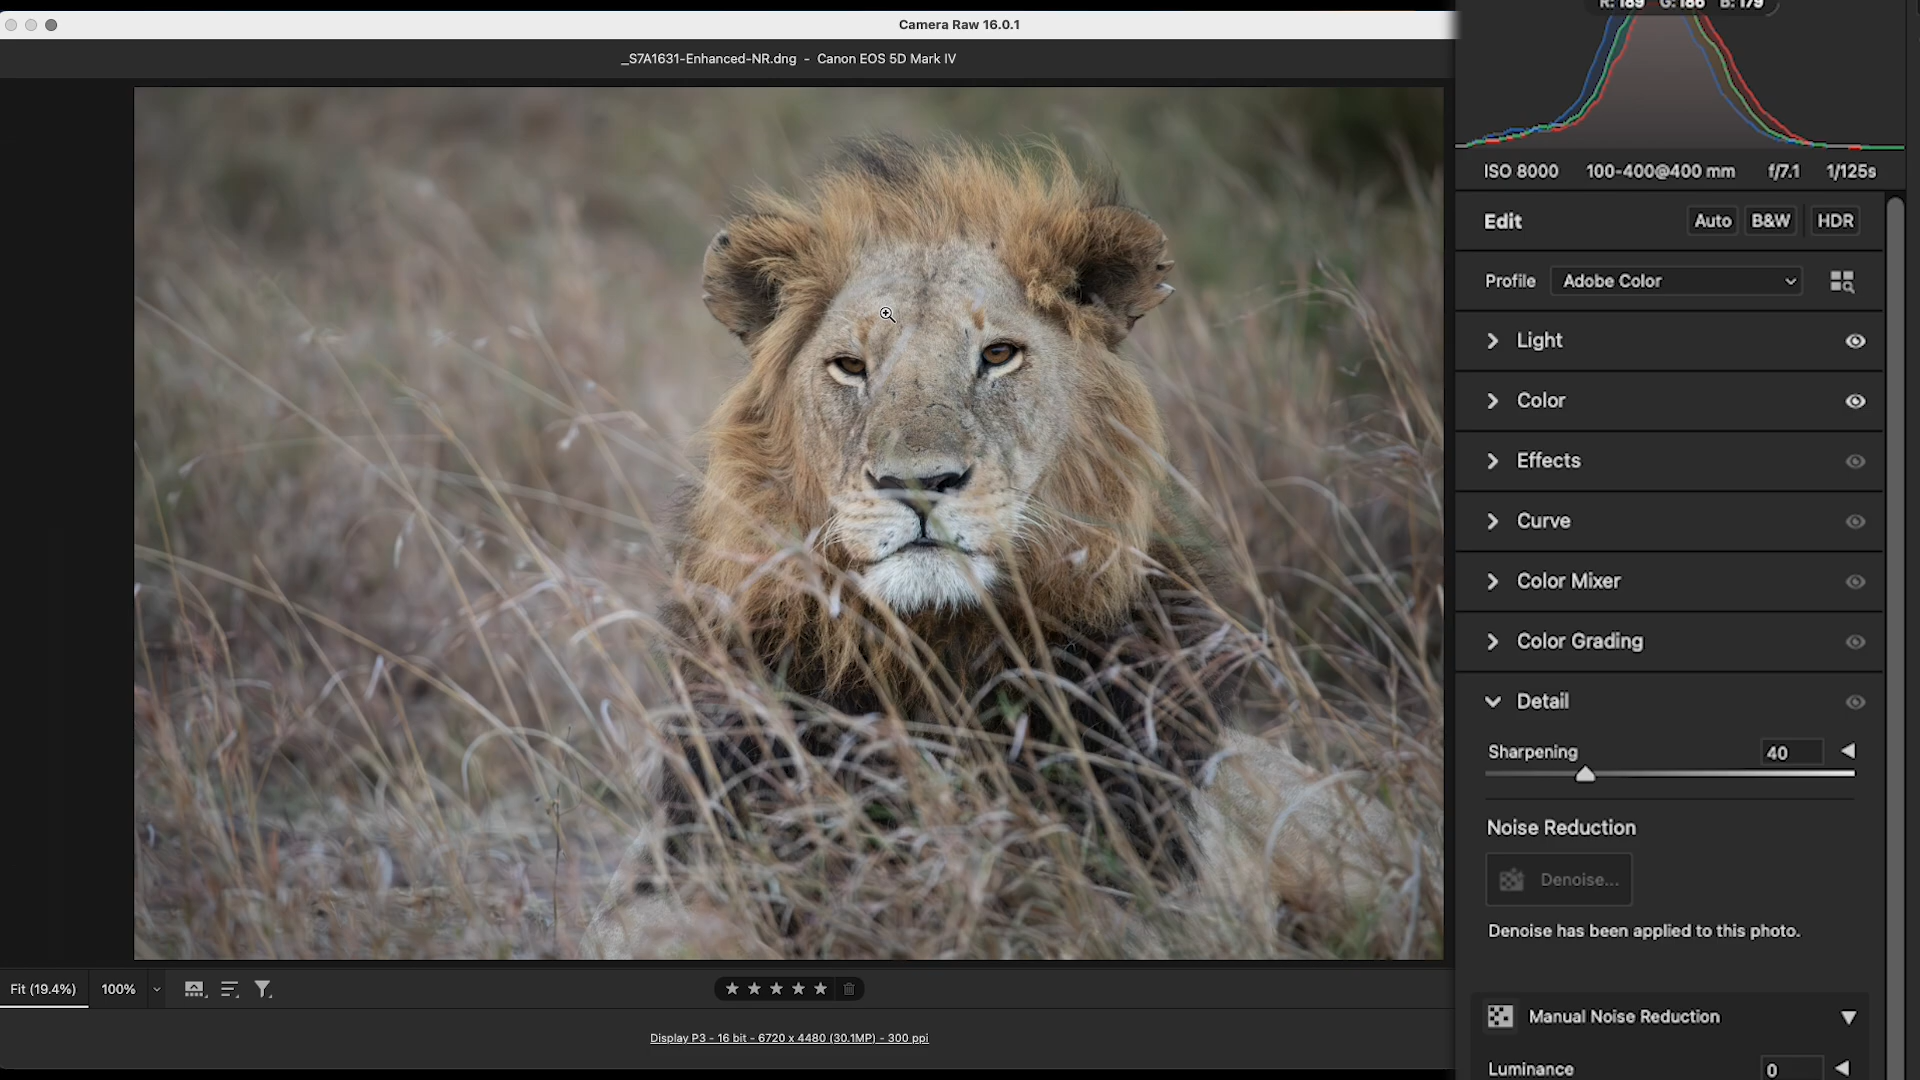 Camera Raw 16.0.1
_S7A1631-Enhanced-NR.dng - Canon EOS 5D Mark IV
R: 189 G: 186 B: 179
ISO 8000 100-400@400 mm f/7.1 1/125s
Edit Auto B&W HDR
Profile Adobe Color
Light
Color
Effects
Curve
Color Mixer
Color Grading
Detail
Sharpening 40
Noise Reduction
Denoise...
Denoise has been applied to this photo.
Manual Noise Reduction
Luminance 0
Fit (19.4%) 100%
Display P3 - 16 bit - 6720 x 4480 (30.1MP) - 300 ppi